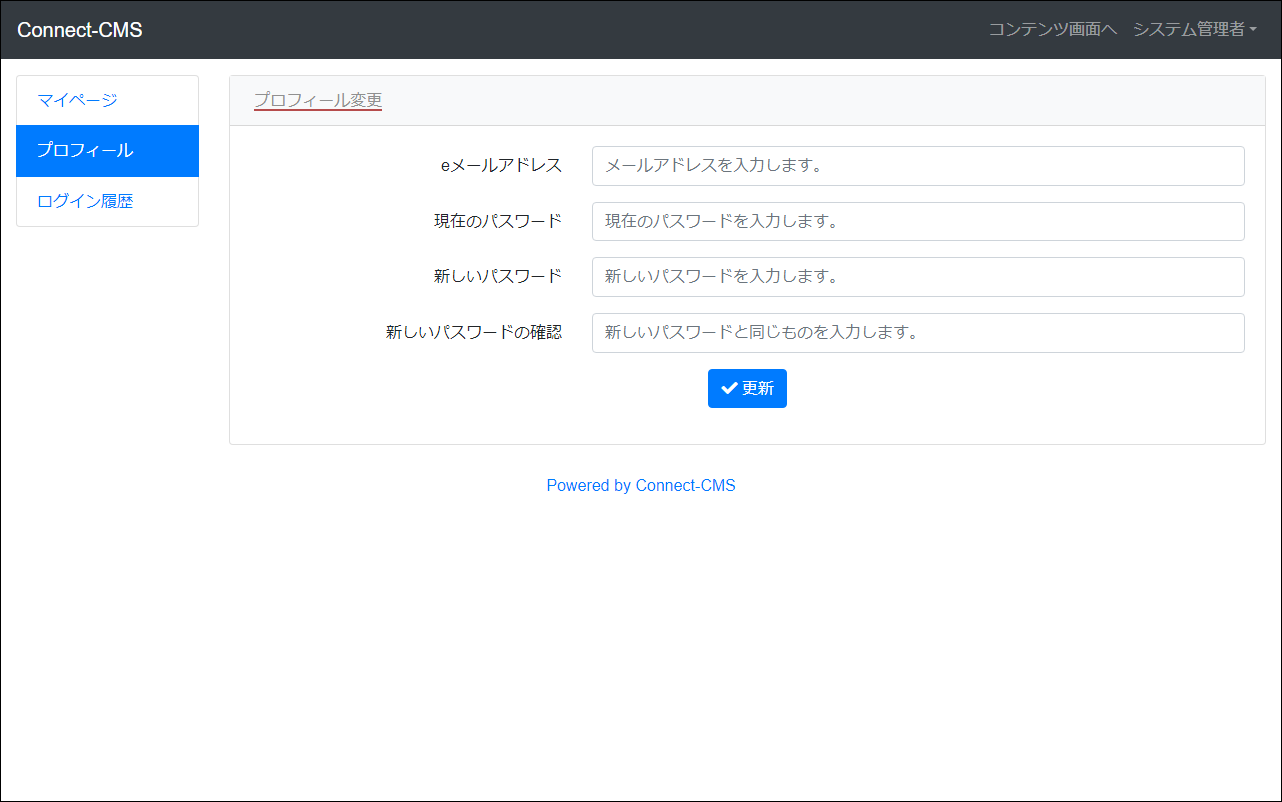 Connect-CMS
コンテンツ画面へ システム管理者
マイページ
プロフィール
ログイン履歴
プロフィール変更
eメールアドレス メールアドレスを入力します。
現在のパスワード 現在のパスワードを入力します。
新しいパスワード 新しいパスワードを入力します。
新しいパスワードの確認 新しいパスワードと同じものを入力します。
更新
Powered by Connect-CMS